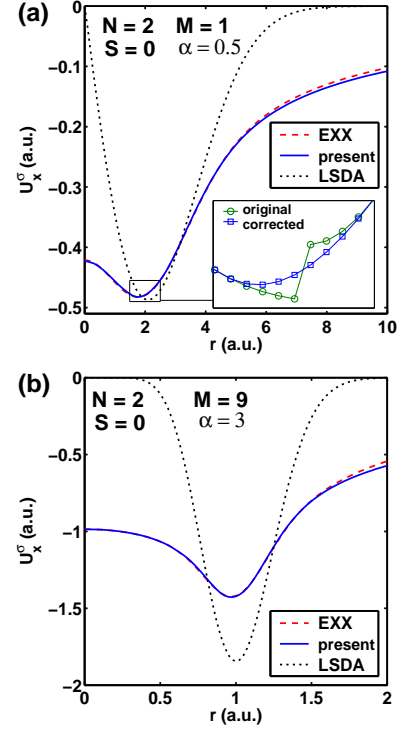 (a)
N = 2 M = 1
S = 0 α = 0.5
0
−0.1
−0.2
−0.3
−0.4
−0.5
U_x^σ (a.u.)
EXX
present
LSDA
original
corrected
0 2 4 6 8 10
r (a.u.)
(b)
N = 2 M = 9
S = 0 α = 3
0
−0.5
−1
−1.5
−2
U_x^σ (a.u.)
EXX
present
LSDA
0 0.5 1 1.5 2
r (a.u.)